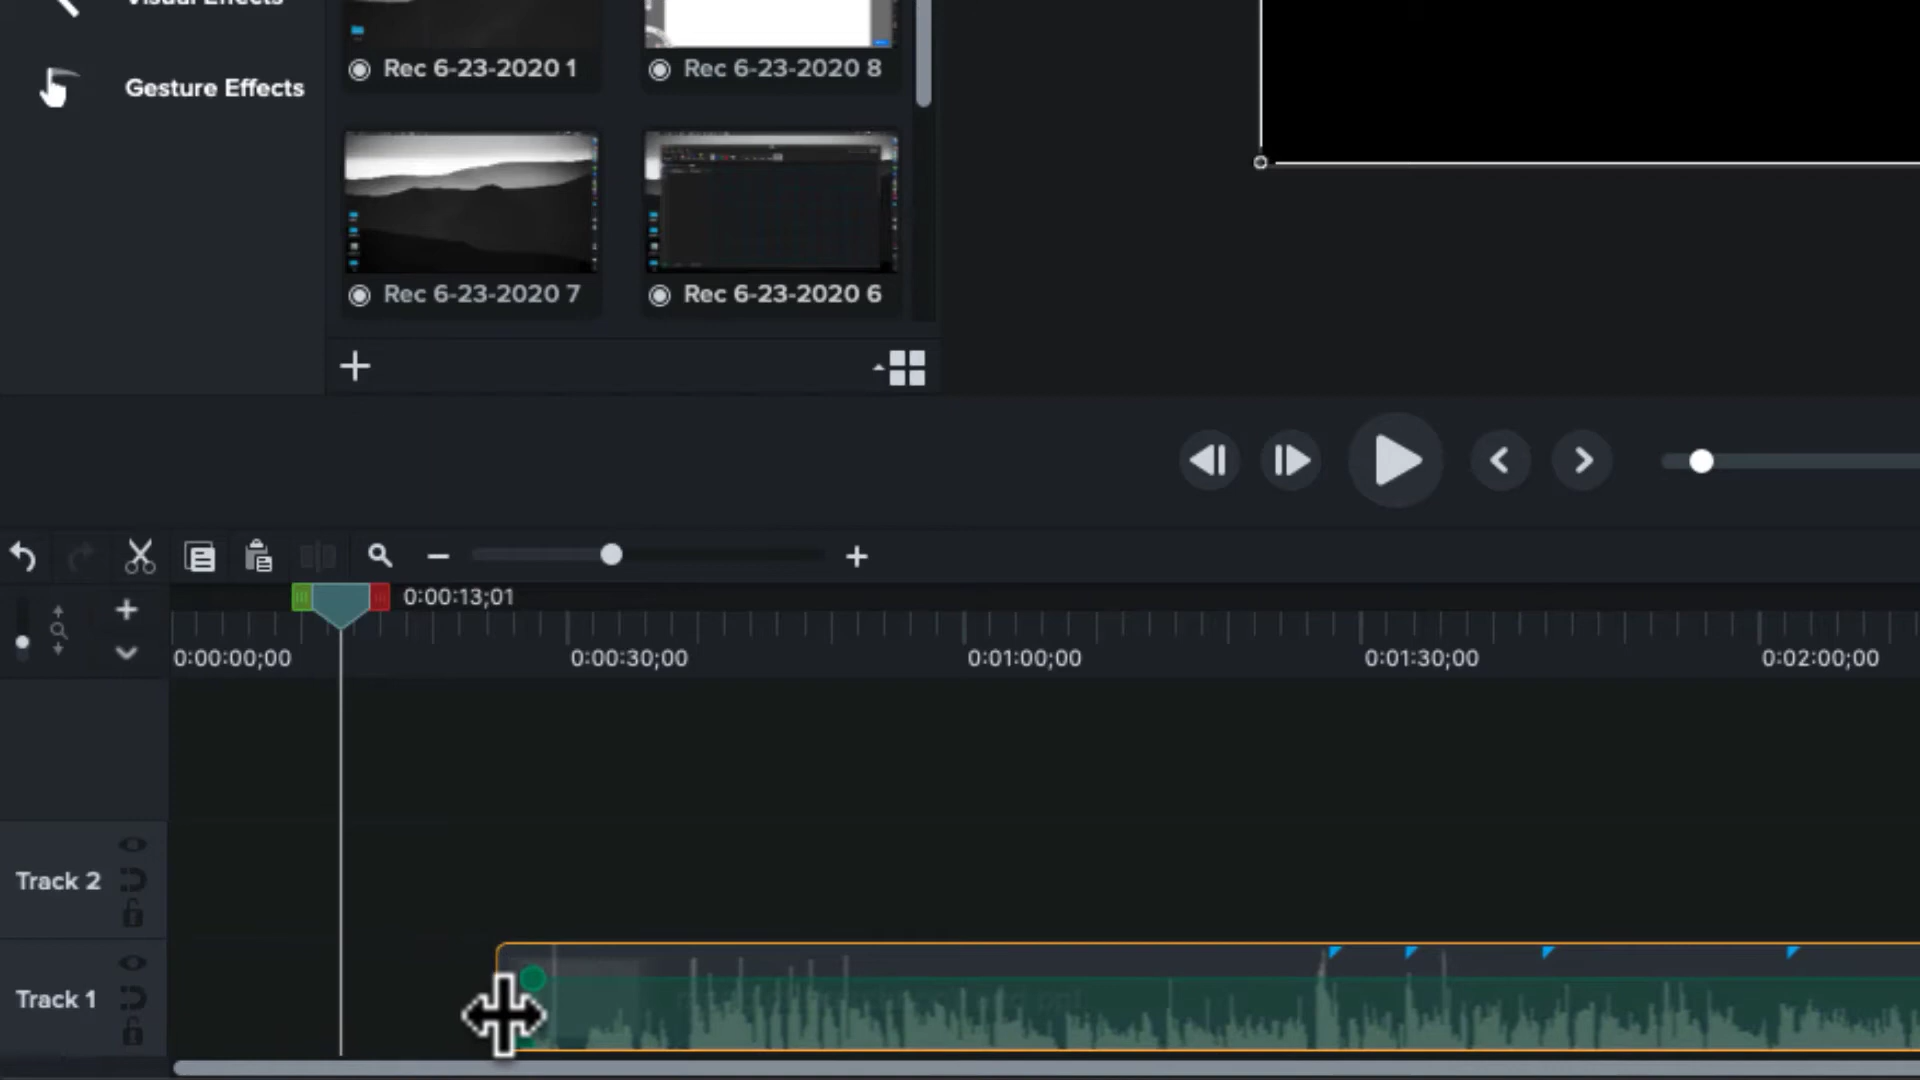 Visual Effects
Gesture Effects
Rec 6-23-2020 1
Rec 6-23-2020 8
Rec 6-23-2020 7
Rec 6-23-2020 6
0:00:13;01
0:00:00;00
0:00:30;00
0:01:00;00
0:01:30;00
0:02:00;00
Track 2
Track 1